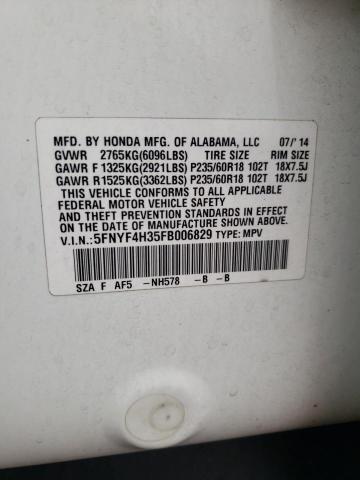 MFD. BY HONDA MFG. OF ALABAMA, LLC 07/'14
GVWR 2765KG(6096LBS) TIRE SIZE RIM SIZE
GAWR F 1325KG(2921LBS) P235/60R18 102T 18X7.5J
GAWR R 1525KG(3362LBS) P235/60R18 102T 18X7.5J
THIS VEHICLE CONFORMS TO ALL APPLICABLE
FEDERAL MOTOR VEHICLE SAFETY AND
THEFT PREVENTION STANDARDS IN EFFECT ON THE
DATE OF MANUFACTURE SHOWN ABOVE.
V.I.N.: 5FNYF4H35FB006829 TYPE: MPV
SZA F AF5 -NH578 -B -B